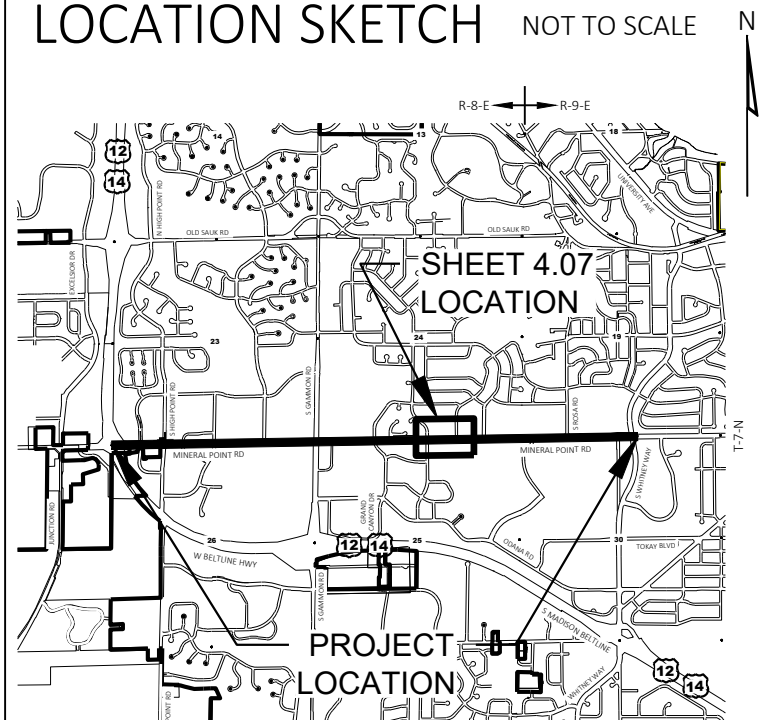 LOCATION SKETCH
NOT TO SCALE
N
R-8-E
R-9-E
14
13
18
12
14
N HIGH POINT RD
UNIVERSITY AVE
OLD SAUK RD
OLD SAUK RD
EXCELSIOR DR
SHEET 4.07
LOCATION
23
24
19
S HIGH POINT RD
S GAMMON RD
S ROSA RD
MINERAL POINT RD
MINERAL POINT RD
T-7-N
JUNCTION RD
GRAND
CANYON DR
S WHITNEY WAY
26
12
14
25
ODANA RD
30
TOKAY BLVD
W BELTLINE HWY
S GAMMON RD
S MADISON BELTLINE
PROJECT
LOCATION
WHITNEY WAY
12
14
POINT RD